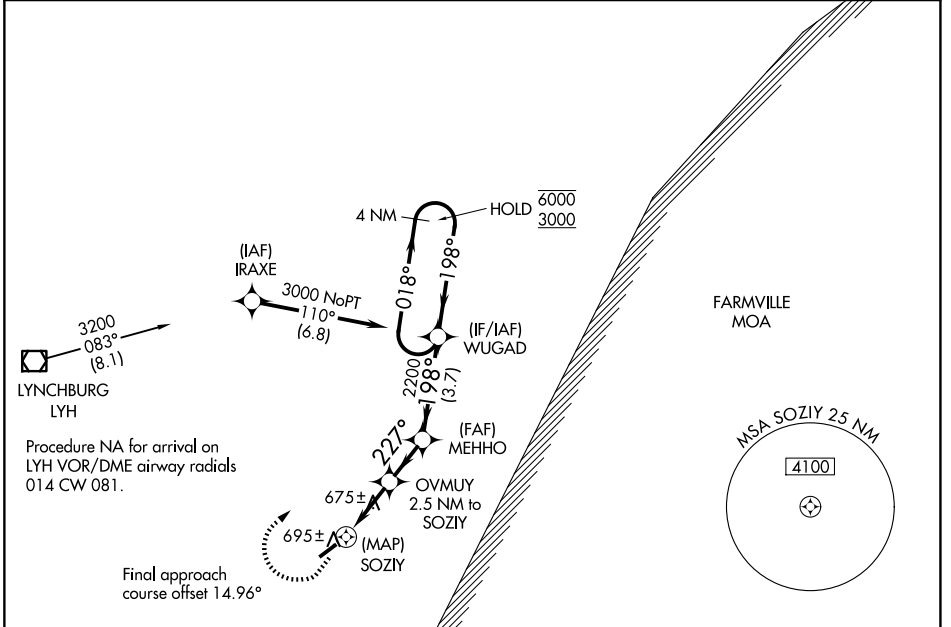 6000
4 NM
HOLD
3000
198°
018°
(IAF)
IRAXE
3000 NoPT
110°
(6.8)
FARMVILLE
MOA
3200
083°
(8.1)
(IF/IAF)
WUGAD
LYNCHBURG
LYH
2200
198°
(3.7)
Procedure NA for arrival on
LYH VOR/DME airway radials
014 CW 081.
227°
(FAF)
MEHHO
MSA SOZIY 25 NM
4100
OVMUY
2.5 NM to
SOZIY
675±
695±
(MAP)
SOZIY
Final approach
course offset 14.96°